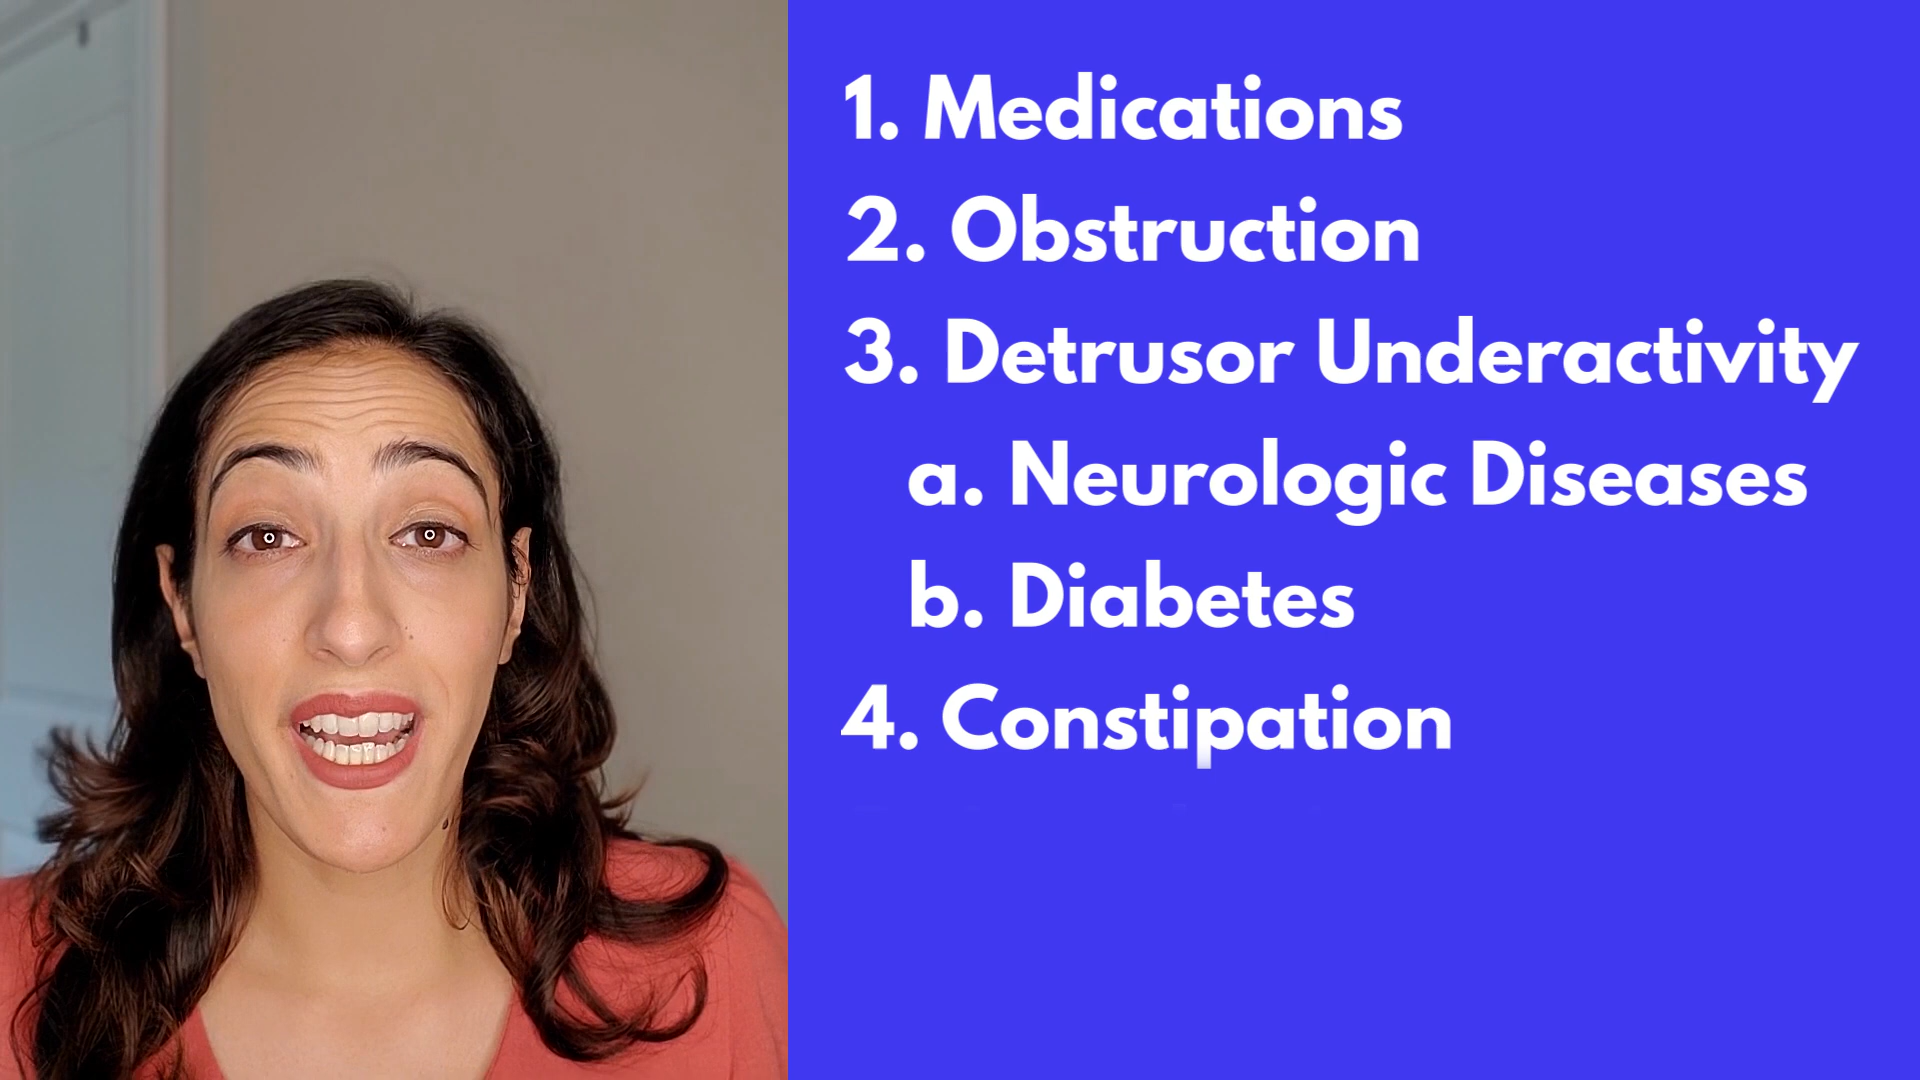 1. Medications
2. Obstruction
3. Detrusor Underactivity
a. Neurologic Diseases
b. Diabetes
4. Constipation